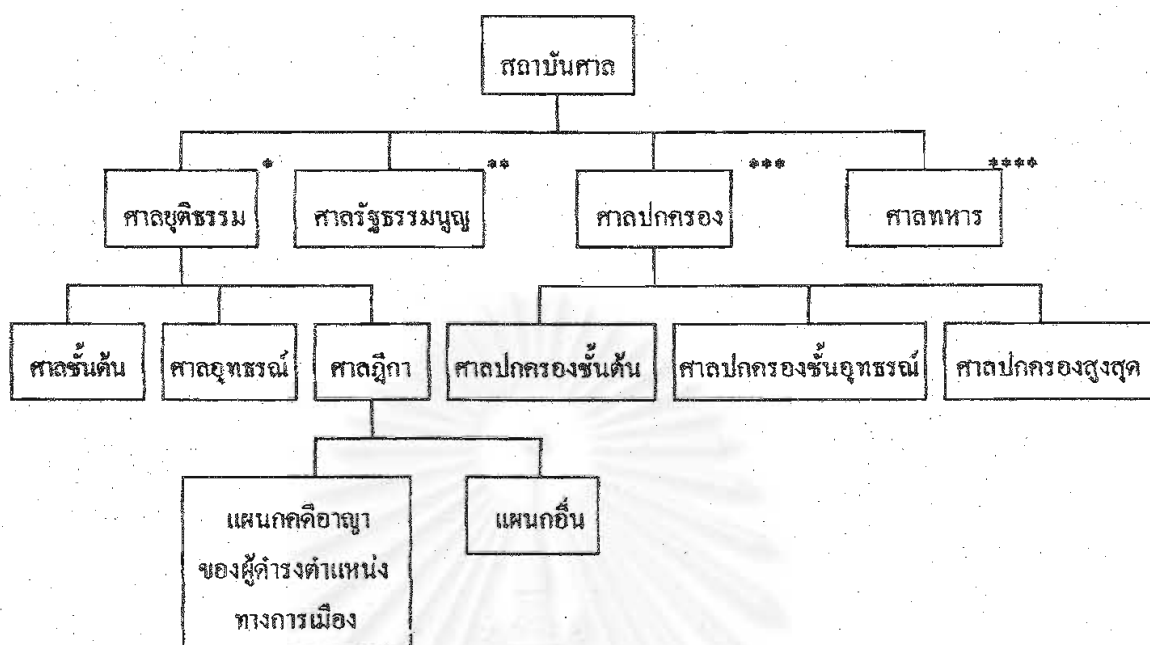 สถาบันศาล
* ** *** ****
ศาลยุติธรรม ศาลรัฐธรรมนูญ ศาลปกครอง ศาลทหาร
ศาลชั้นต้น ศาลอุทธรณ์ ศาลฎีกา ศาลปกครองชั้นต้น ศาลปกครองชั้นอุทธรณ์ ศาลปกครองสูงสุด
แผนกคดีอาญา แผนกอื่น
ของผู้ดำรงตำแหน่ง
ทางการเมือง